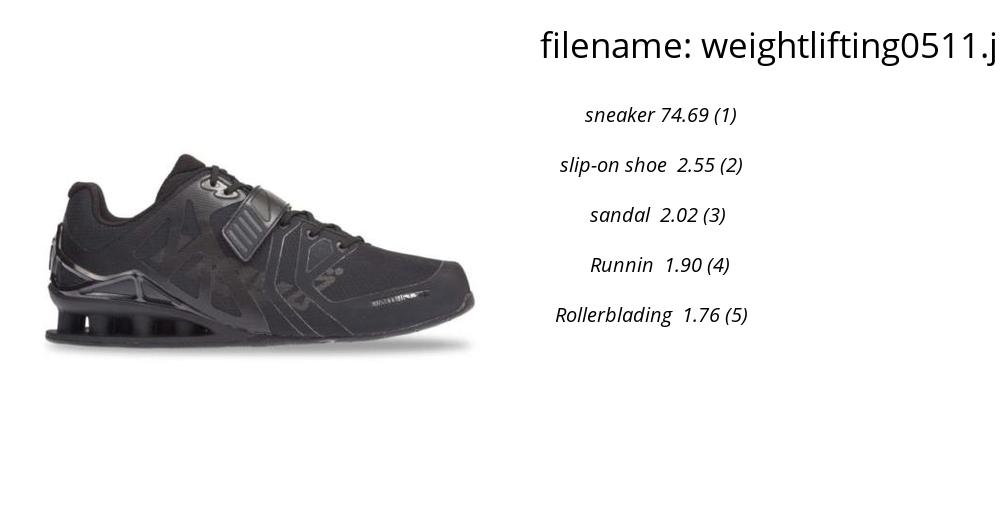 filename: weightlifting0511.j
sneaker 74.69 (1)
slip-on shoe 2.55 (2)
sandal 2.02 (3)
Runnin 1.90 (4)
Rollerblading 1.76 (5)